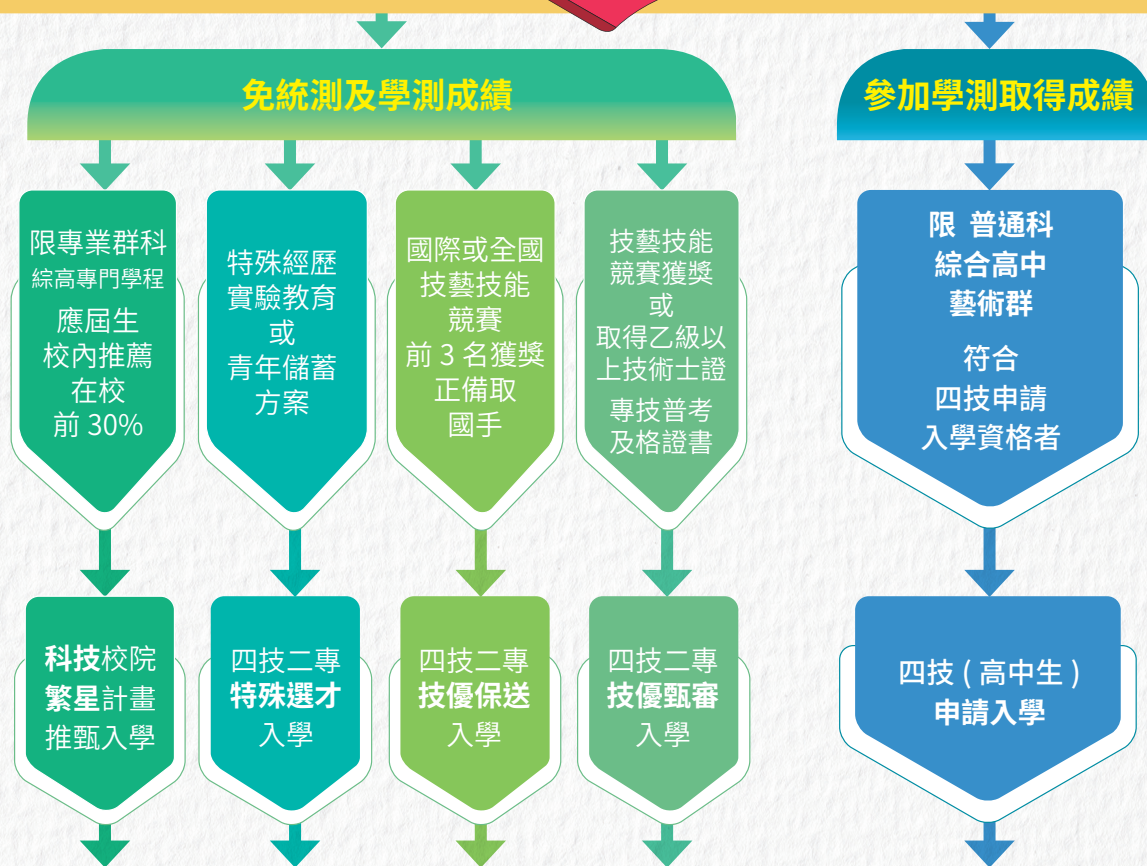 免統測及學測成績
參加學測取得成績
限專業群科
綜高專門學程
應屆生
校內推薦
在校
前 30%
特殊經歷
實驗教育
或
青年儲蓄
方案
國際或全國
技藝技能
競賽
前 3 名獲獎
正備取
國手
技藝技能
競賽獲獎
或
取得乙級以
上技術士證
專技普考
及格證書
限 普通科
綜合高中
藝術群
符合
四技申請
入學資格者
科技校院
繁星計畫
推甄入學
四技二專
特殊選才
入學
四技二專
技優保送
入學
四技二專
技優甄審
入學
四技 ( 高中生 )
申請入學